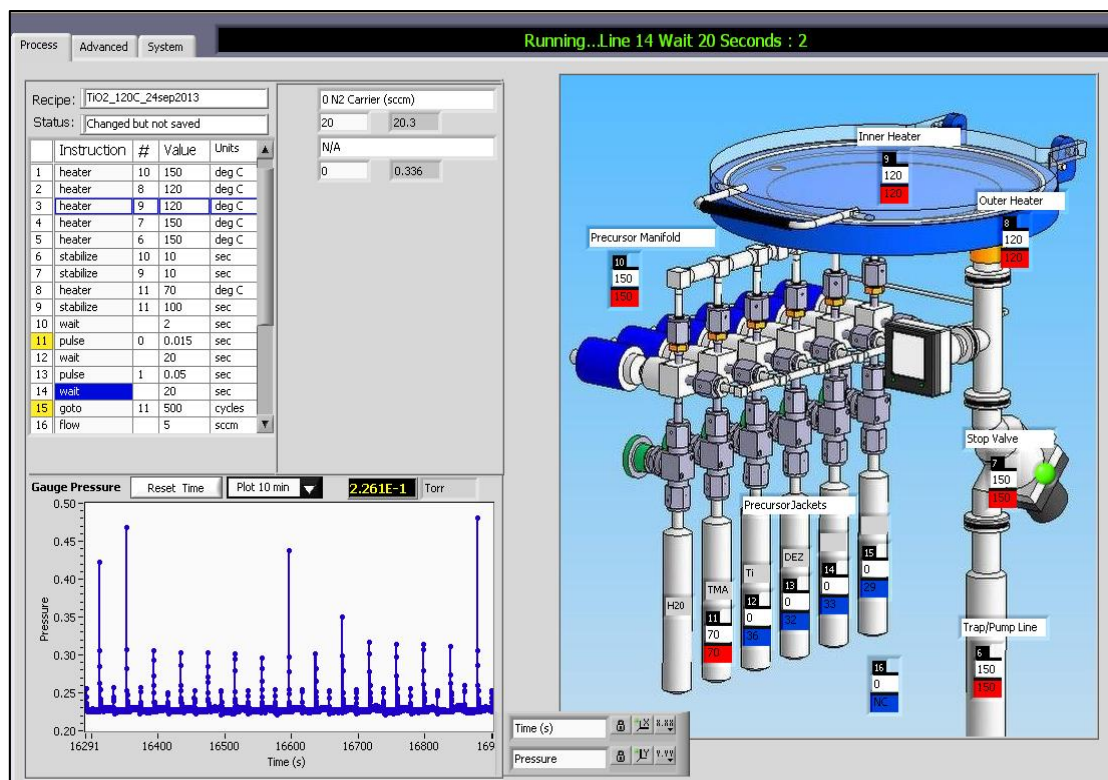 Running...Line 14 Wait 20 Seconds : 2
Process Advanced System
Recipe: TiO2_120C_24sep2013
Status: Changed but not saved
Instruction # Value Units
1 heater 10 150 deg C
2 heater 8 120 deg C
3 heater 9 120 deg C
4 heater 7 150 deg C
5 heater 6 150 deg C
6 stabilize 10 10 sec
7 stabilize 9 10 sec
8 heater 11 70 deg C
9 stabilize 11 100 sec
10 wait 2 sec
11 pulse 0 0.015 sec
12 wait 20 sec
13 pulse 1 0.05 sec
14 wait 20 sec
15 goto 11 500 cycles
16 flow 5 sccm
0 N2 Carrier (sccm)
20 20.3
N/A
0 0.336
Gauge Pressure Reset Time Plot 10 min 2.261E-1 Torr
Pressure
0.50
0.45
0.40
0.35
0.30
0.25
0.20
16291 16400 16500 16600 16700 16800 169
Time (s)
Time (s) X X.XX
Pressure Y Y.YY
Inner Heater
9
120
120
Outer Heater
8
120
120
Precursor Manifold
10
150
150
Stop Valve
7
150
150
PrecursorJackets
H20
TMA
11
70
70
Ti
12
0
36
DEZ
13
0
32
14
0
33
15
0
29
16
0
NC
Trap/Pump Line
6
150
150